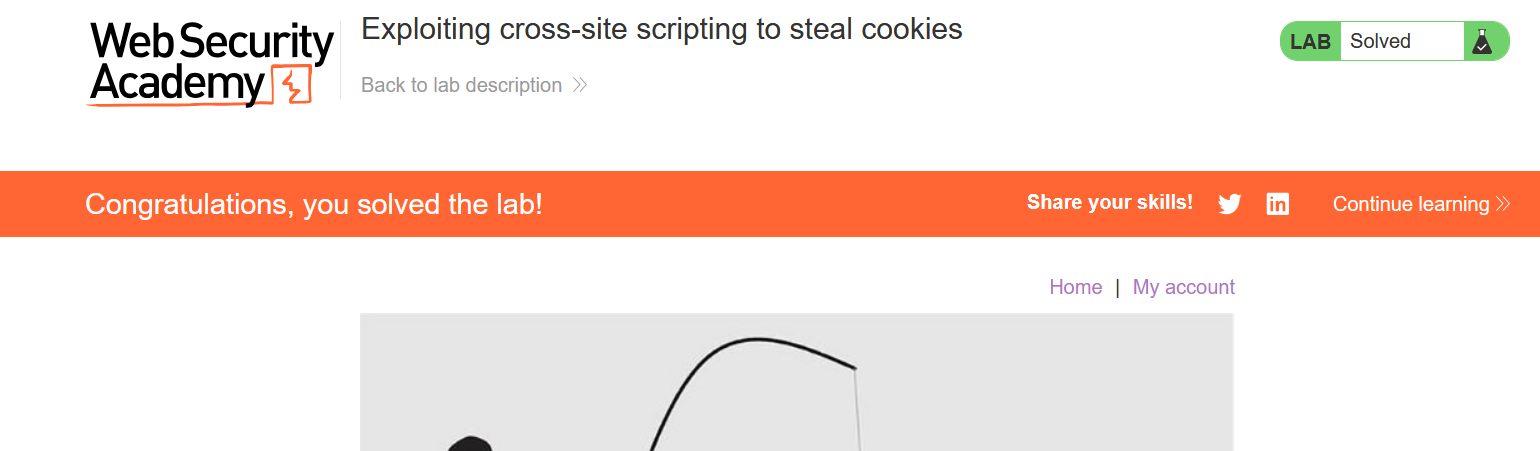 Web Security
Academy
Exploiting cross-site scripting to steal cookies
Back to lab description
LAB Solved
Congratulations, you solved the lab!
Share your skills!
in
Continue learning
Home | My account